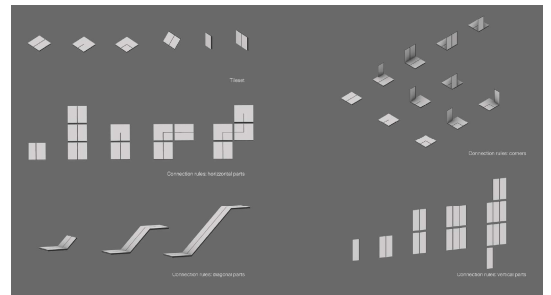 Tileset
Connection rules: corners
Connection rules: horizontal parts
Connection rules: diagonal parts
Connection rules: vertical parts